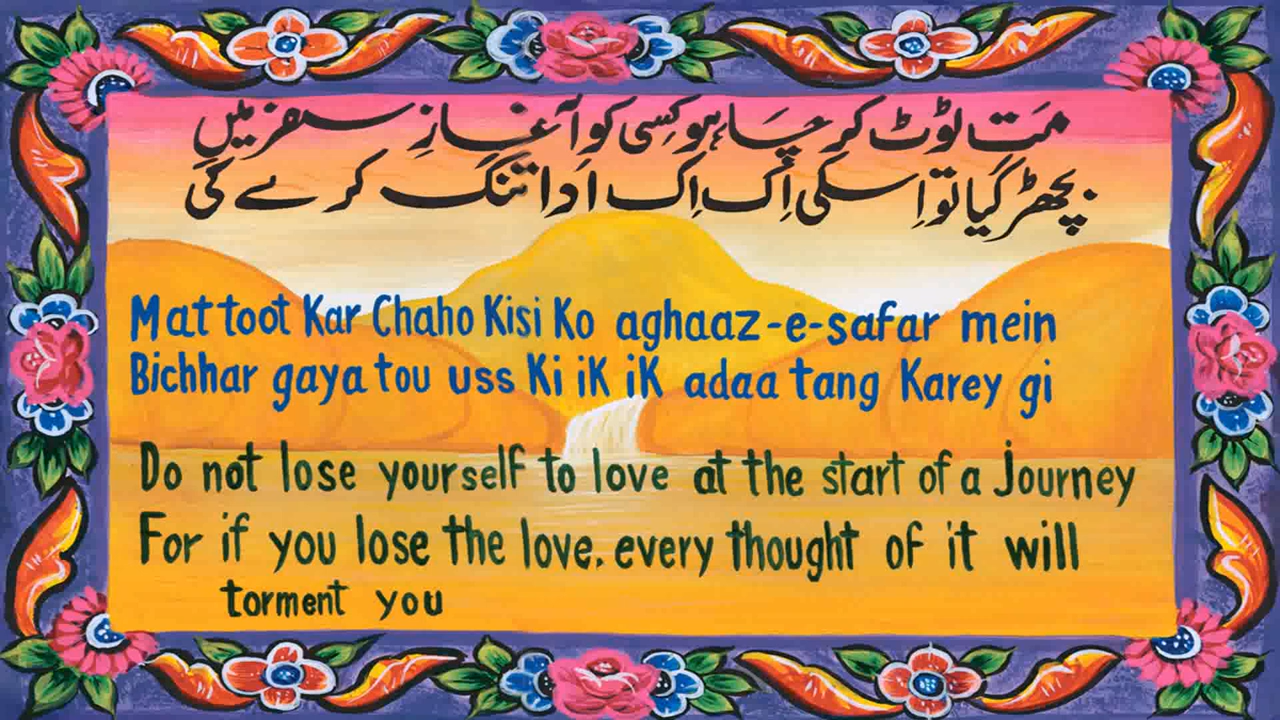 مت ٹوٹ کر چاہو کسی کو آغازِ سفر میں
بچھڑ گیا تو اسکی اِک اِک ادا تنگ کرے گی
Mat toot Kar Chaho Kisi Ko aghaaz-e-safar mein
Bichhar gaya tou uss Ki iK iK adaa tang Karey gi
Do not lose yourself to love at the start of a Journey
For if you lose the love, every thought of it will
torment you